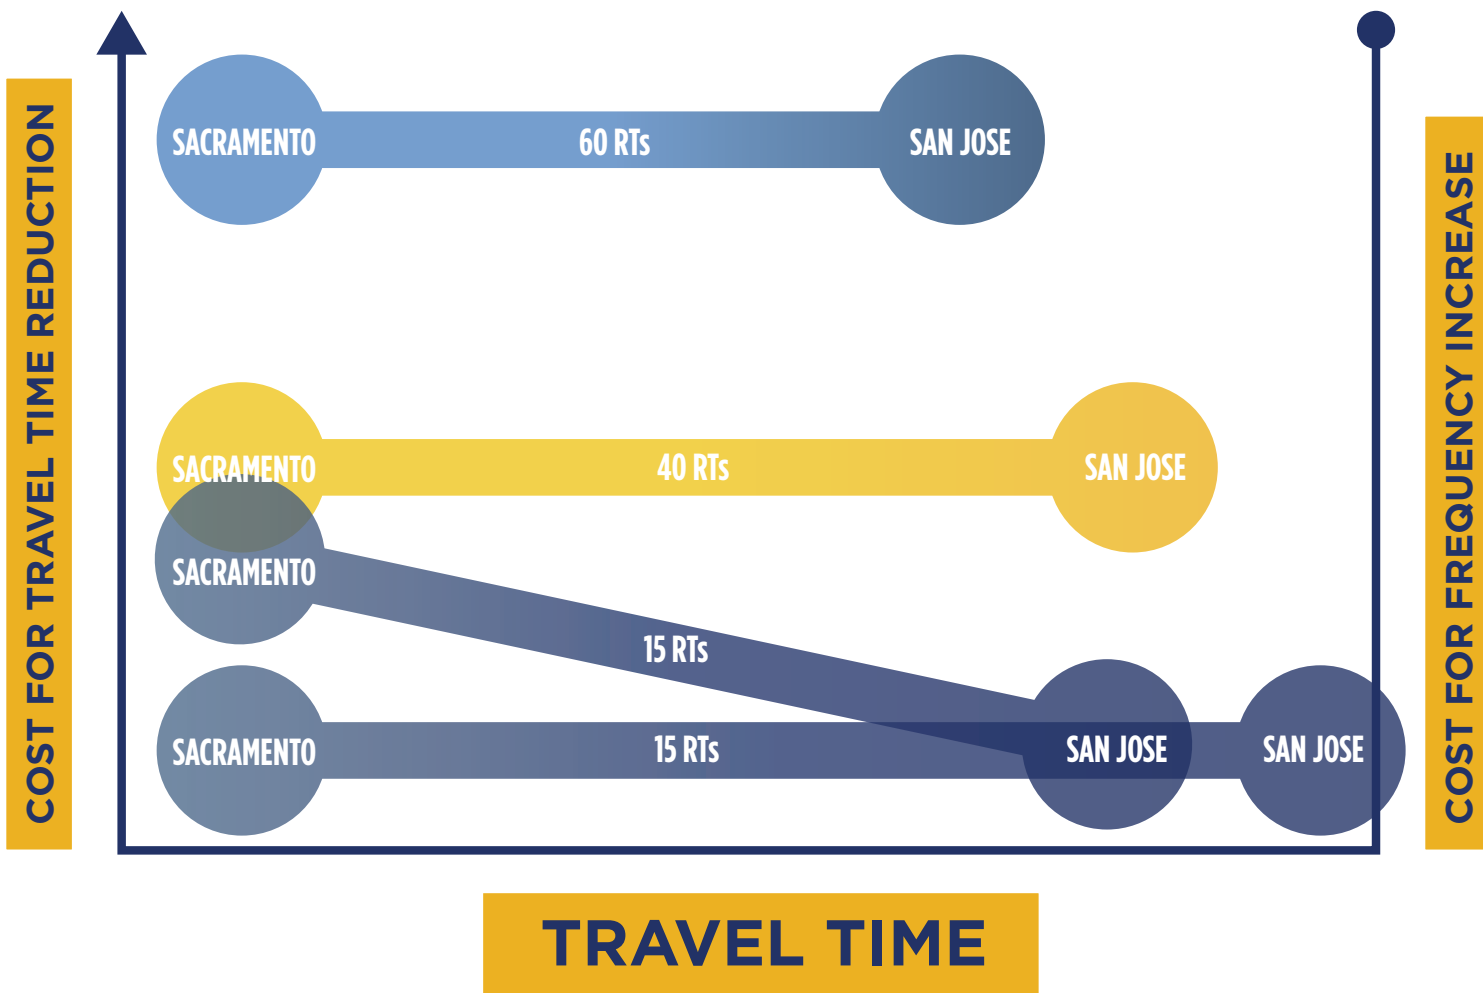 COST FOR TRAVEL TIME REDUCTION
SACRAMENTO 60 RTs SAN JOSE
SACRAMENTO 40 RTs SAN JOSE
SACRAMENTO
15 RTs
SACRAMENTO 15 RTs SAN JOSE SAN JOSE
COST FOR FREQUENCY INCREASE
TRAVEL TIME